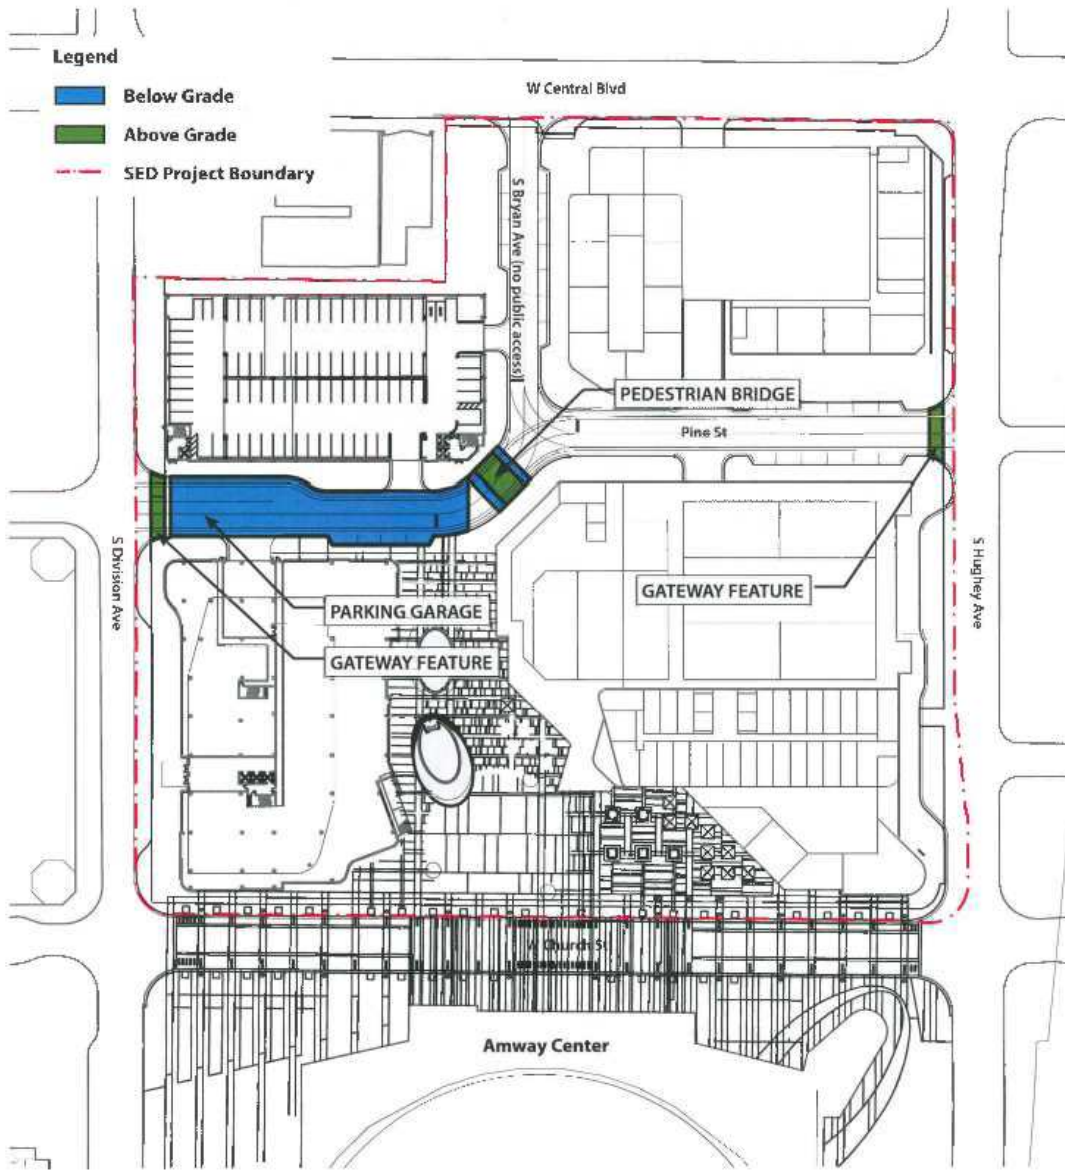 Legend
Below Grade
Above Grade
SED Project Boundary
W Central Blvd
S Bryan Ave (no public access)
PEDESTRIAN BRIDGE
Pine St
S Division Ave
S Hughey Ave
GATEWAY FEATURE
PARKING GARAGE
GATEWAY FEATURE
W Church St
Amway Center